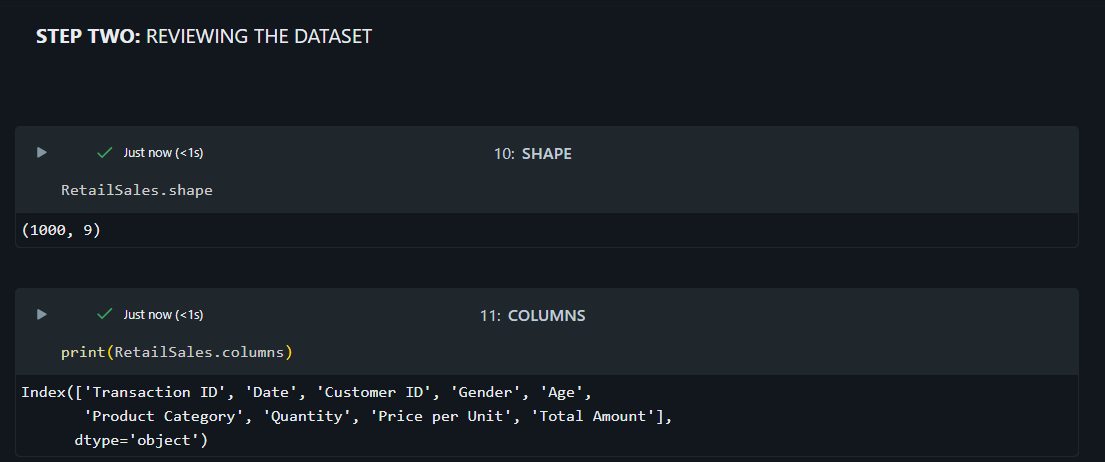 STEP TWO: REVIEWING THE DATASET
Just now (<1s)
10: SHAPE
RetailSales.shape
(1000, 9)
Just now (<1s)
11: COLUMNS
print(RetailSales.columns)
Index(['Transaction ID', 'Date', 'Customer ID', 'Gender', 'Age',
'Product Category', 'Quantity', 'Price per Unit', 'Total Amount'],
dtype='object')